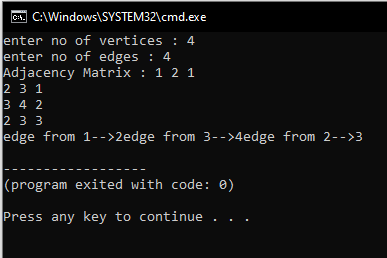 C:\Windows\SYSTEM32\cmd.exe
enter no of vertices : 4
enter no of edges : 4
Adjacency Matrix : 1 2 1
2 3 1
3 4 2
2 3 3
edge from 1-->2edge from 3-->4edge from 2-->3
------------------
(program exited with code: 0)
Press any key to continue . . .